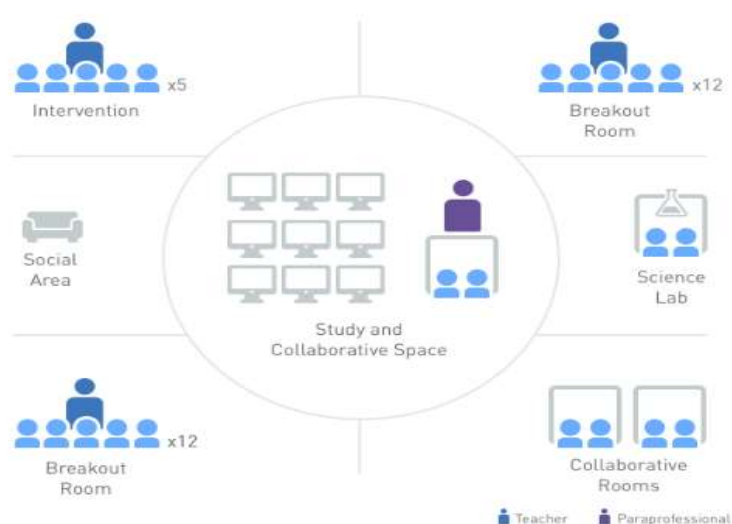 x5
Intervention
x12
Breakout
Room
Social
Area
Study and
Collaborative Space
Science
Lab
x12
Breakout
Room
Collaborative
Rooms
Teacher
Paraprofessional